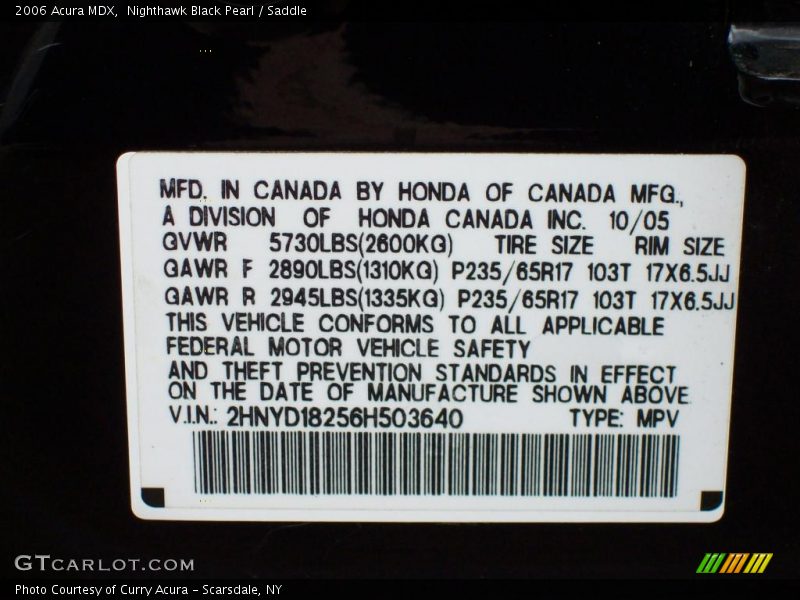 2006 Acura MDX,  Nighthawk Black Pearl / Saddle
MFD. IN CANADA BY HONDA OF CANADA MFG.,
A DIVISION OF HONDA CANADA INC. 10/05
GVWR 5730LBS(2600KG) TIRE SIZE RIM SIZE
GAWR F 2890LBS(1310KG) P235/65R17 103T 17X6.5JJ
GAWR R 2945LBS(1335KG) P235/65R17 103T 17X6.5JJ
THIS VEHICLE CONFORMS TO ALL APPLICABLE
FEDERAL MOTOR VEHICLE SAFETY
AND THEFT PREVENTION STANDARDS IN EFFECT
ON THE DATE OF MANUFACTURE SHOWN ABOVE.
V.I.N.: 2HNYD18256H503640 TYPE: MPV
GTCARLOT.COM
Photo Courtesy of Curry Acura - Scarsdale, NY